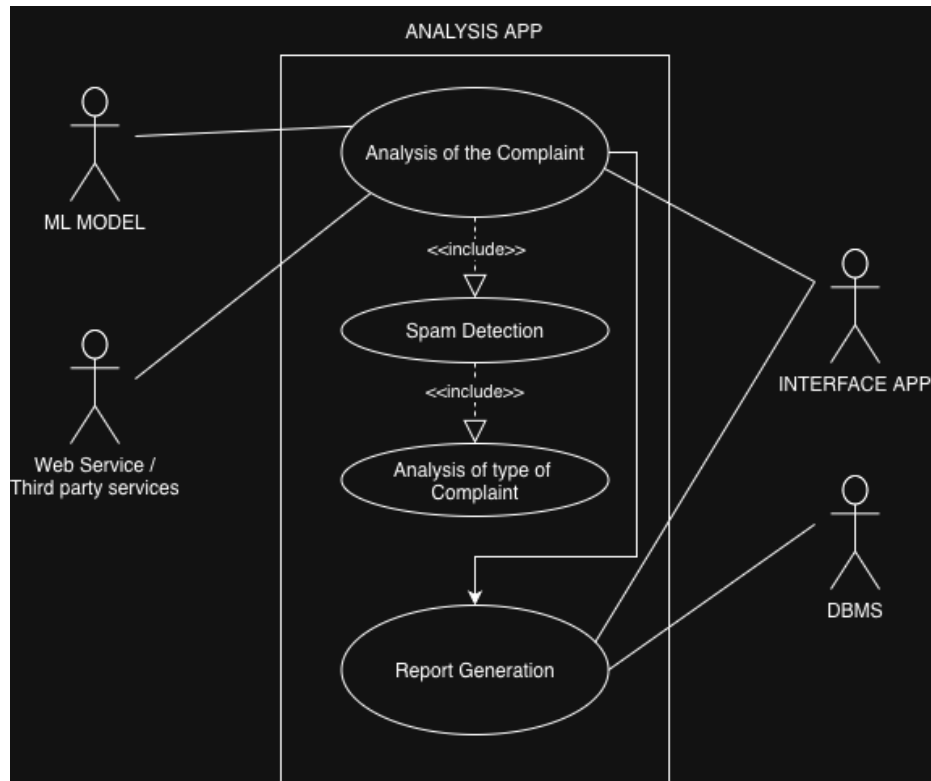 ANALYSIS APP
Analysis of the Complaint
ML MODEL
<<include>>
Spam Detection
INTERFACE APP
<<include>>
Web Service /
Third party services
Analysis of type of
Complaint
DBMS
Report Generation